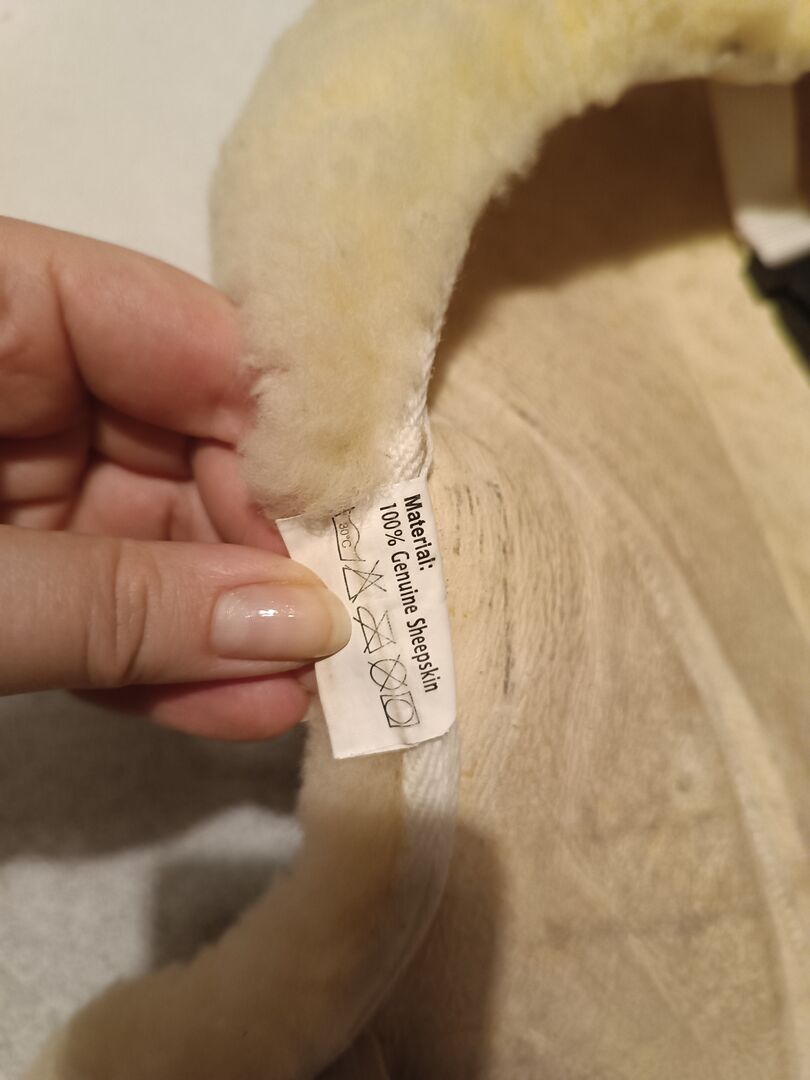 Material:
100% Genuine Sheepskin
30°C